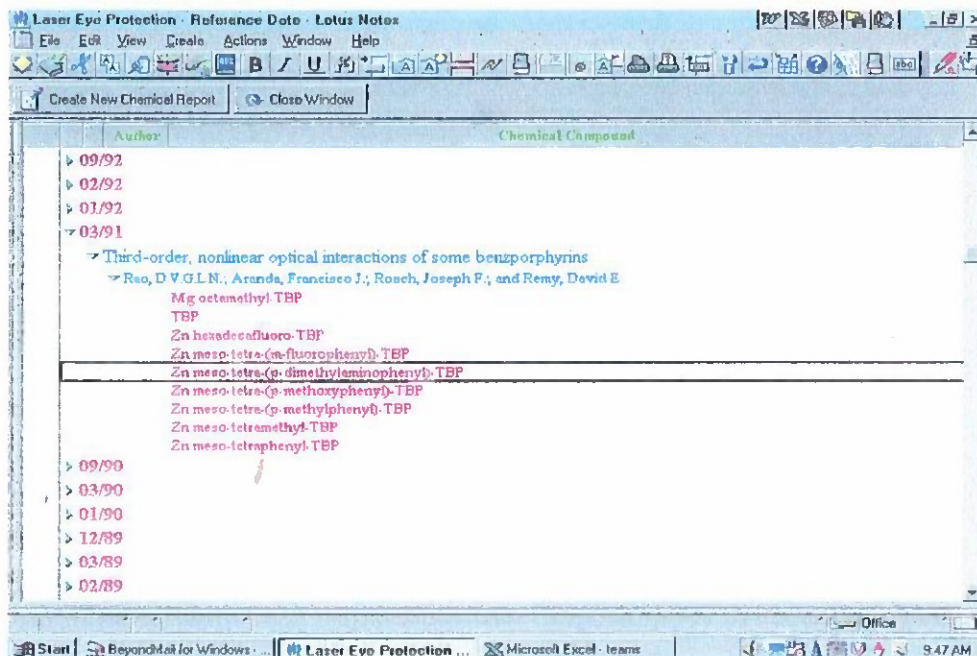 Laser Eye Protection - Reference Date - Lotus Notes
File Edit View Create Actions Window Help
Create New Chemical Report Close Window
Author Chemical Compound
09/92
02/92
01/92
03/91
Third-order, nonlinear optical interactions of some benzporphyrins
Rao, D.V.G.L.N.; Aranda, Francisco J.; Roach, Joseph F.; and Remy, David E
Mg octamethyl-TBP
TBP
Zn hexadecafluoro-TBP
Zn meso-tetra-(m-fluorophenyl)-TBP
Zn meso-tetra-(p-dimethylaminophenyl)-TBP
Zn meso-tetra-(p-methoxyphenyl)-TBP
Zn meso-tetra-(p-methylphenyl)-TBP
Zn meso-tetramethyl-TBP
Zn meso-tetraphenyl-TBP
09/90
03/90
01/90
12/89
03/89
02/89
Office
Start BeyondMail for Windows - ... Laser Eye Protection ... Microsoft Excel - teams 9:47 AM